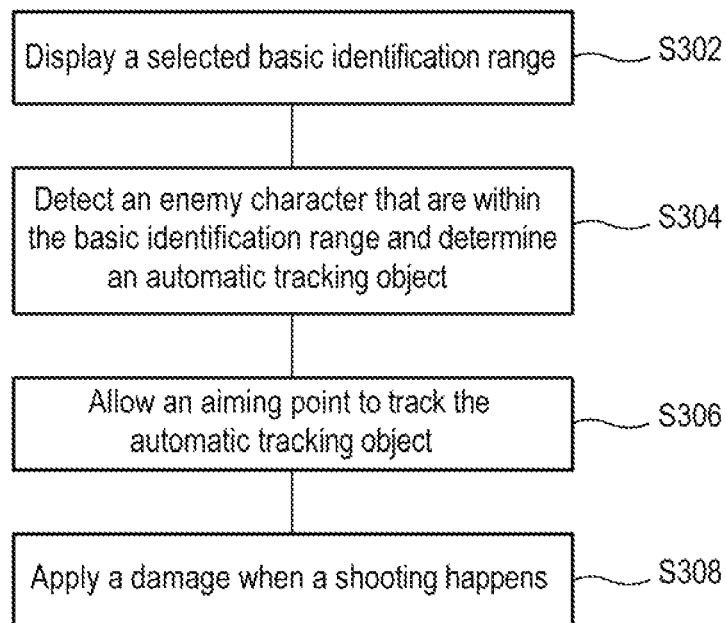 Display a selected basic identification range
S302
Detect an enemy character that are within
the basic identification range and determine
an automatic tracking object
S304
Allow an aiming point to track the
automatic tracking object
S306
Apply a damage when a shooting happens
S308